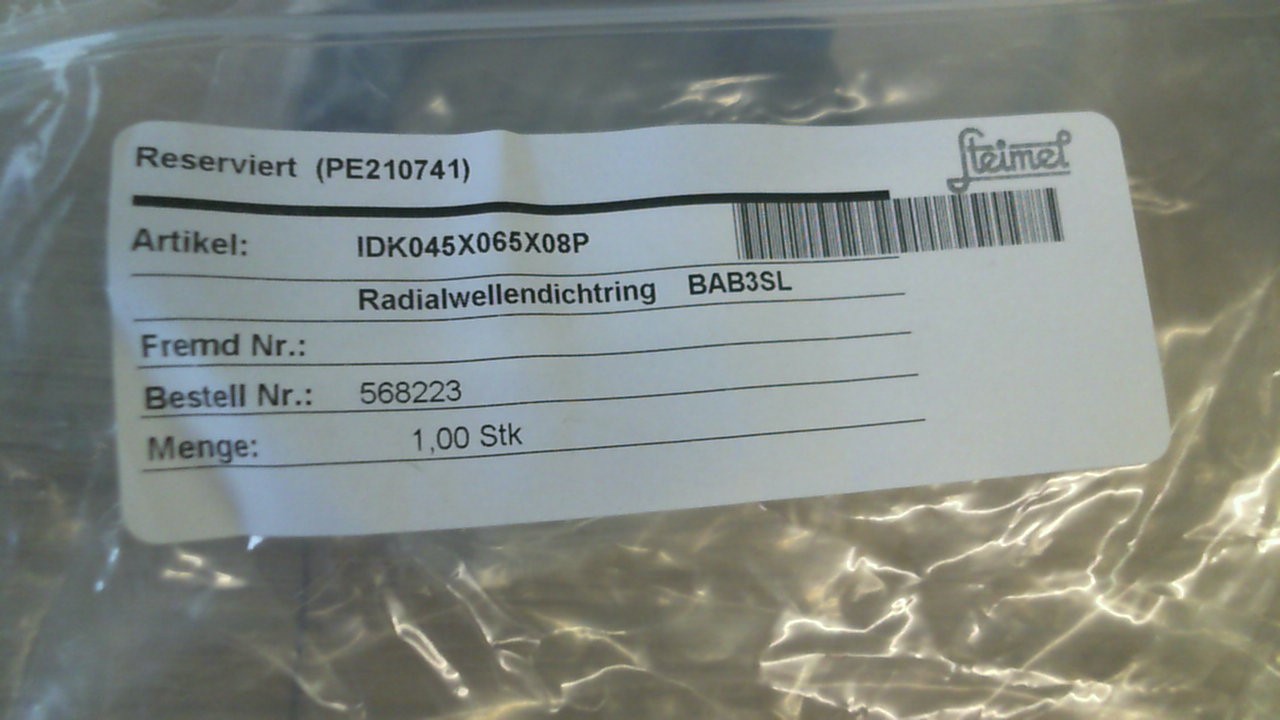 Reserviert (PE210741)
Steimel
Artikel: IDK045X065X08P
Radialwellendichtring BAB3SL
Fremd Nr.:
Bestell Nr.: 568223
Menge: 1,00 Stk